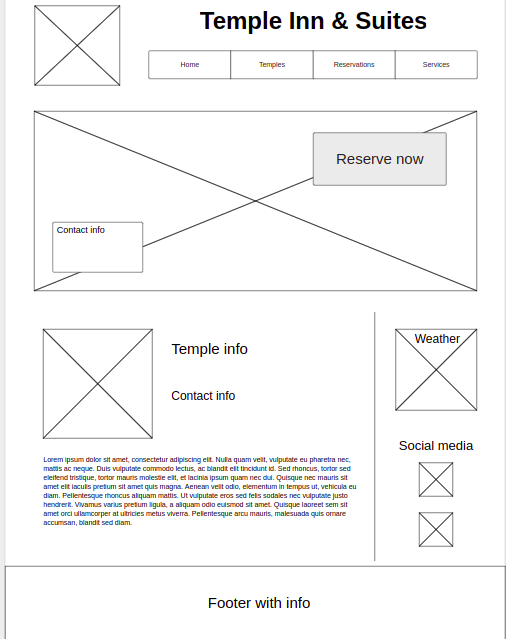 Temple Inn & Suites
Home
Temples
Reservations
Services
Reserve now
Contact info
Temple info
Contact info
Lorem ipsum dolor sit amet, consectetur adipiscing elit. Nulla quam velit, vulputate eu pharetra nec,
mattis ac neque. Duis vulputate commodo lectus, ac blandit elit tincidunt id. Sed rhoncus, tortor sed
eleifend tristique, tortor mauris molestie elit, et lacinia ipsum quam nec dui. Quisque nec mauris sit
amet elit iaculis pretium sit amet quis magna. Aenean velit odio, elementum in tempus ut, vehicula eu
diam. Pellentesque rhoncus aliquam mattis. Ut vulputate eros sed felis sodales nec vulputate justo
hendrerit. Vivamus varius pretium ligula, a aliquam odio euismod sit amet. Quisque laoreet sem sit
amet orci ullamcorper at ultricies metus viverra. Pellentesque arcu mauris, malesuada quis ornare
accumsan, blandit sed diam.
Weather
Social media
Footer with info